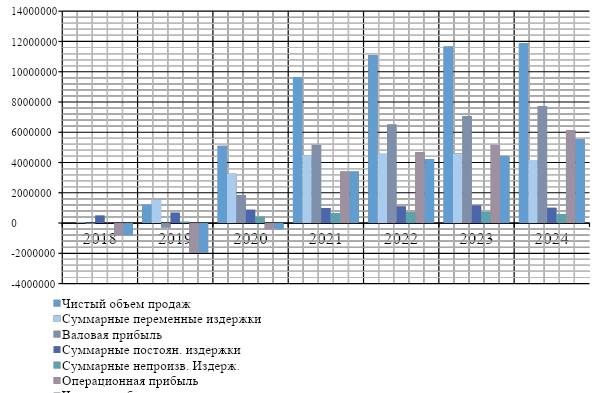 14000000
12000000
10000000
8000000
6000000
4000000
2000000
0
-2000000
-4000000
2018 2019 2020 2021 2022 2023 2024
Чистый объем продаж
Суммарные переменные издержки
Валовая прибыль
Суммарные постоян. издержки
Суммарные непроизв. Издерж.
Операционная прибыль